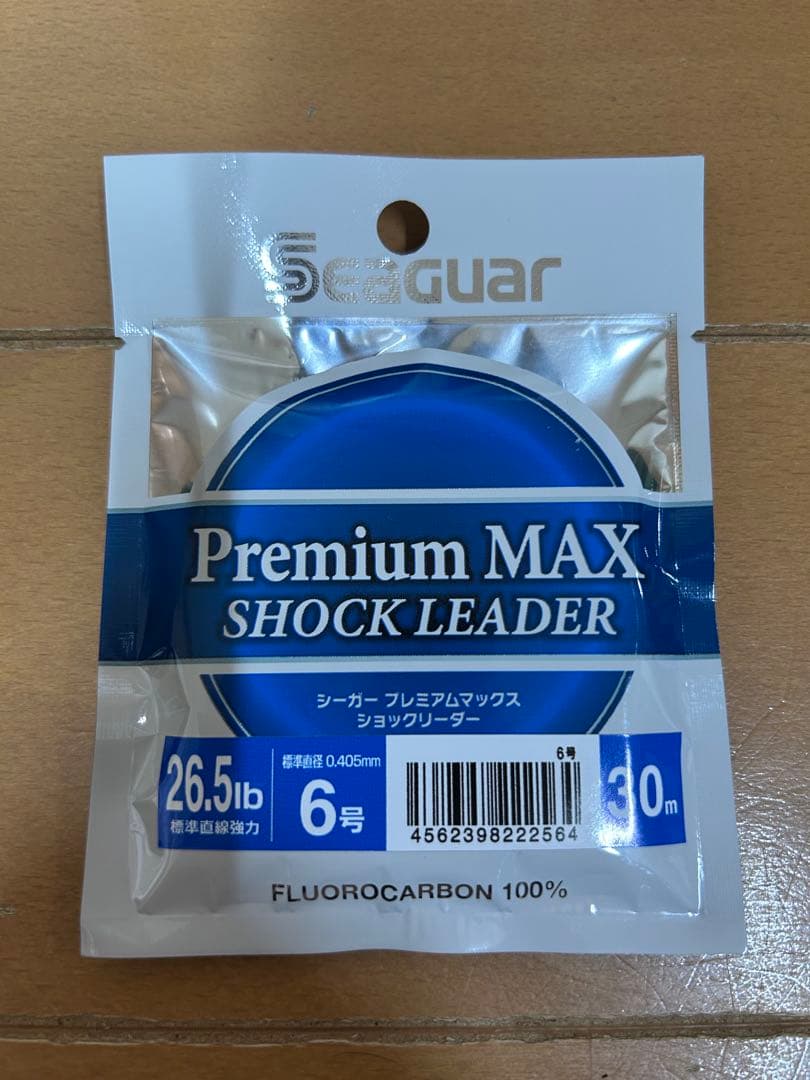 Seaguar
Premium MAX
SHOCK LEADER
シーガー プレミアムマックス
ショックリーダー
26.5lb
標準直線強力
標準直径 0.405mm
6号
6号
4562398222564
30m
FLUOROCARBON 100%